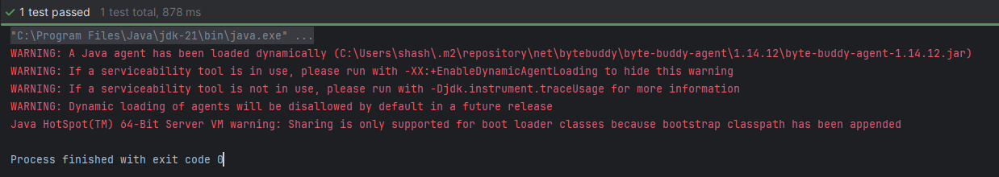 1 test passed 1 test total, 878 ms
"C:\Program Files\Java\jdk-21\bin\java.exe" ...
WARNING: A Java agent has been loaded dynamically (C:\Users\shash\.m2\repository\net\bytebuddy\byte-buddy-agent\1.14.12\byte-buddy-agent-1.14.12.jar)
WARNING: If a serviceability tool is in use, please run with -XX:+EnableDynamicAgentLoading to hide this warning
WARNING: If a serviceability tool is not in use, please run with -Djdk.instrument.traceUsage for more information
WARNING: Dynamic loading of agents will be disallowed by default in a future release
Java HotSpot(TM) 64-Bit Server VM warning: Sharing is only supported for boot loader classes because bootstrap classpath has been appended
Process finished with exit code 0